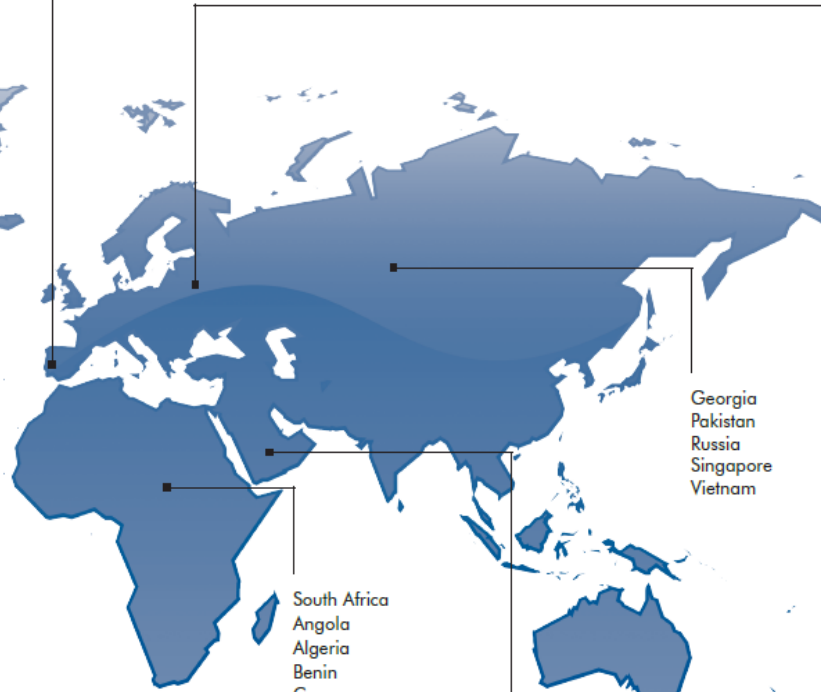 Georgia
Pakistan
Russia
Singapore
Vietnam
South Africa
Angola
Algeria
Benin